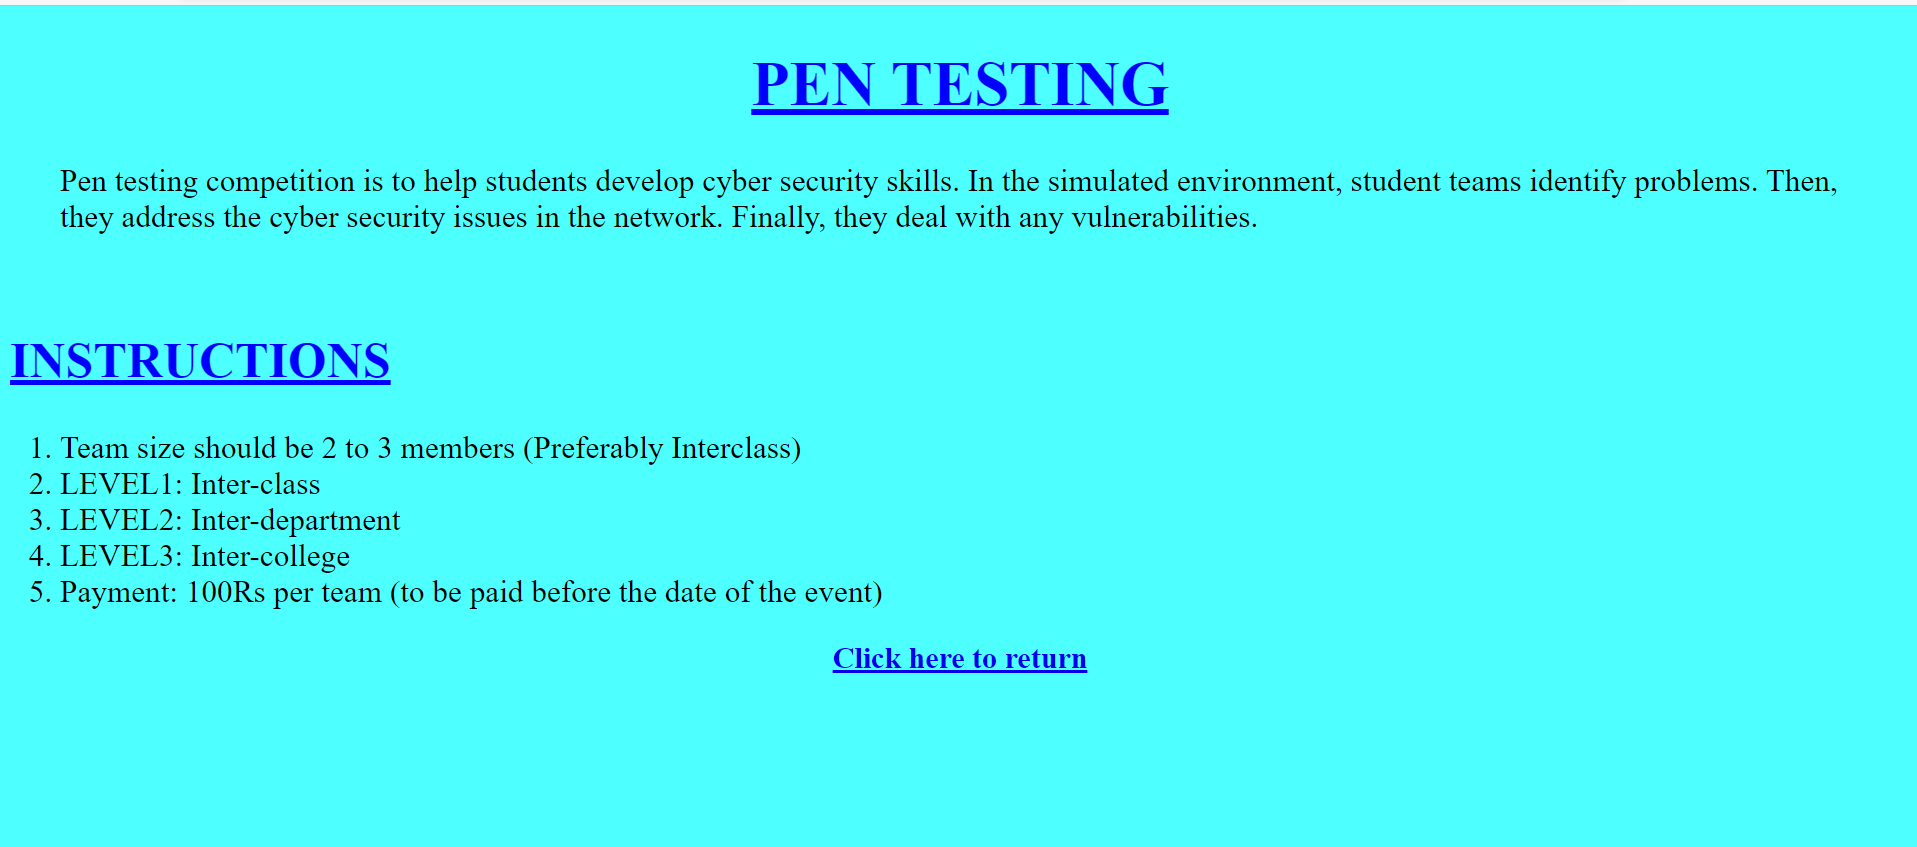 PEN TESTING
Pen testing competition is to help students develop cyber security skills. In the simulated environment, student teams identify problems. Then,
they address the cyber security issues in the network. Finally, they deal with any vulnerabilities.
INSTRUCTIONS
1. Team size should be 2 to 3 members (Preferably Interclass)
2. LEVEL1: Inter-class
3. LEVEL2: Inter-department
4. LEVEL3: Inter-college
5. Payment: 100Rs per team (to be paid before the date of the event)
Click here to return